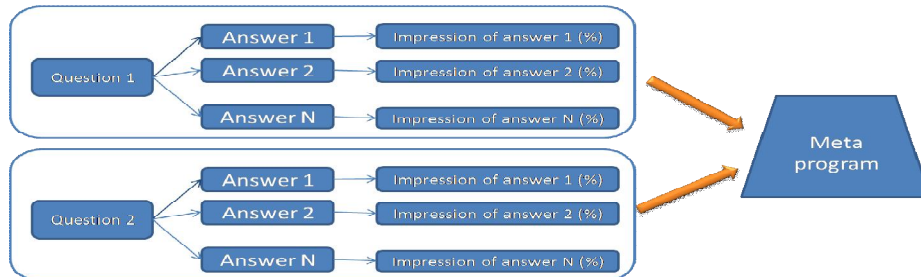 Answer 1
Impression of answer 1 (%)
Question 1
Answer 2
Impression of answer 2 (%)
Answer N
Impression of answer N (%)
Answer 1
Impression of answer 1 (%)
Question 2
Answer 2
Impression of answer 2 (%)
Answer N
Impression of answer N (%)
Meta
program